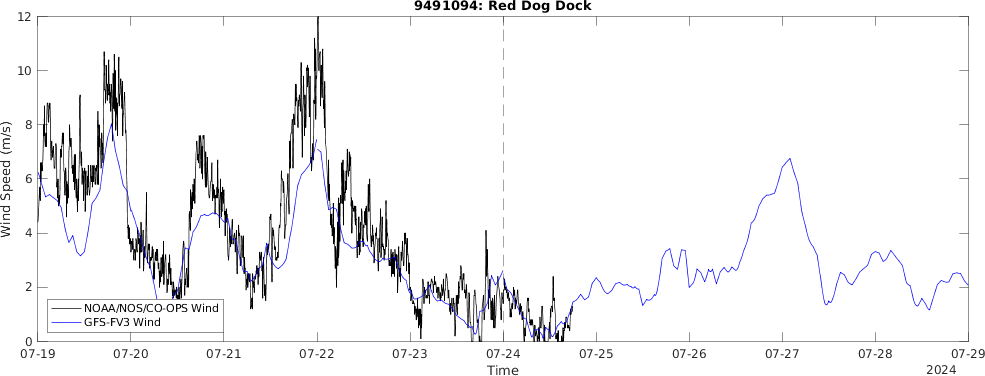 9491094: Red Dog Dock
Wind Speed (m/s)
12
10
8
6
4
2
0
NOAA/NOS/CO-OPS Wind
GFS-FV3 Wind
07-19 07-20 07-21 07-22 07-23 07-24 07-25 07-26 07-27 07-28 07-29
Time
2024